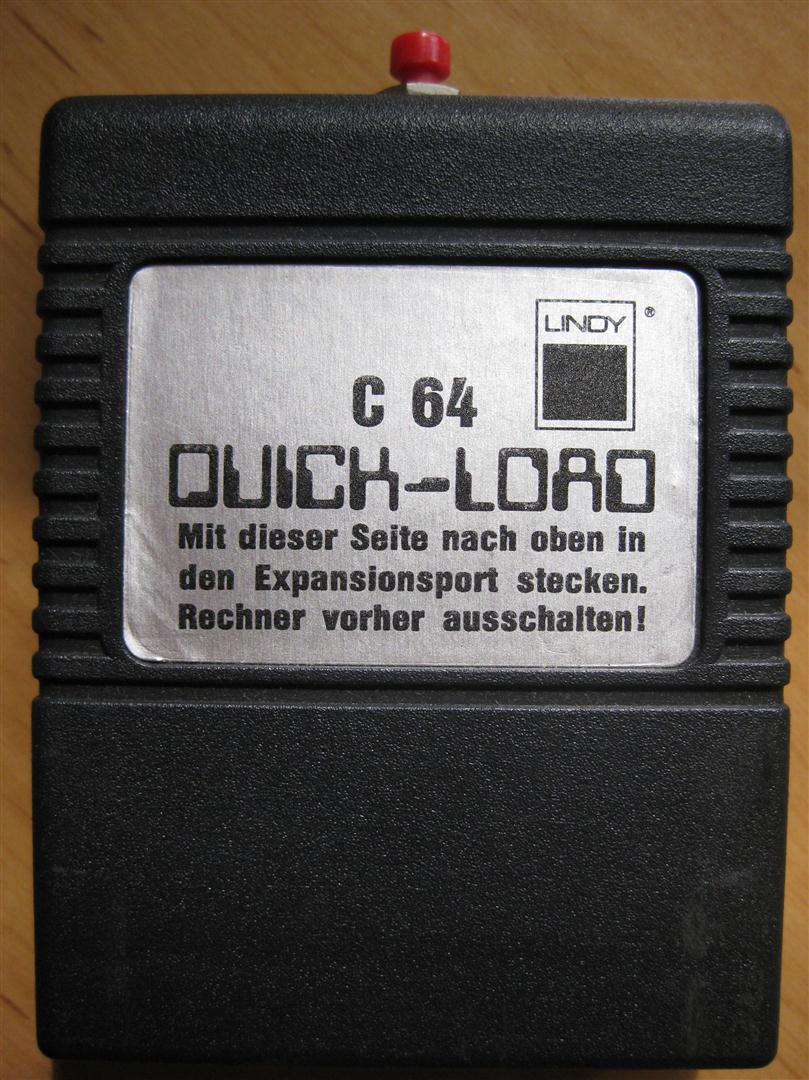 LINDY ®
C 64
QUICK-LOAD
Mit dieser Seite nach oben in
den Expansionsport stecken.
Rechner vorher ausschalten!